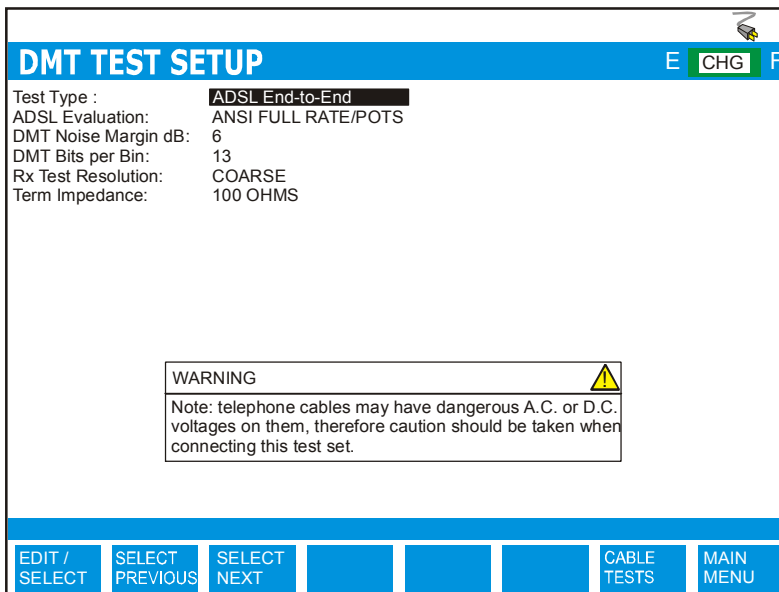 DMT TEST SETUP
E CHG F
Test Type : ADSL End-to-End
ADSL Evaluation: ANSI FULL RATE/POTS
DMT Noise Margin dB: 6
DMT Bits per Bin: 13
Rx Test Resolution: COARSE
Term Impedance: 100 OHMS
WARNING
Note: telephone cables may have dangerous A.C. or D.C.
voltages on them, therefore caution should be taken when
connecting this test set.
EDIT / SELECT
SELECT PREVIOUS
SELECT NEXT
CABLE TESTS
MAIN MENU